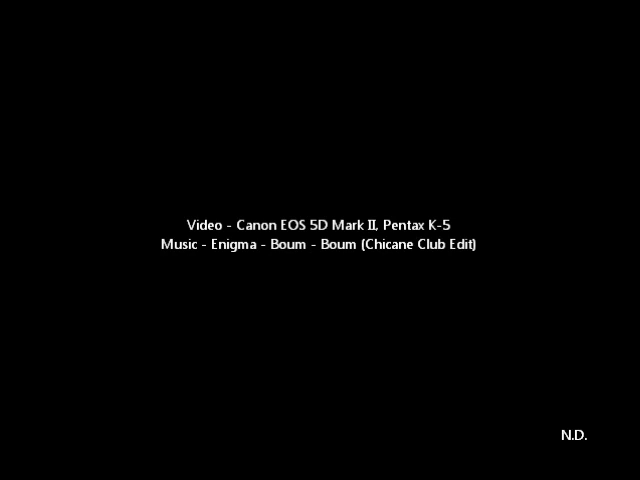 Video - Canon EOS 5D Mark II, Pentax K-5
Music - Enigma - Boum - Boum (Chicane Club Edit)
N.D.